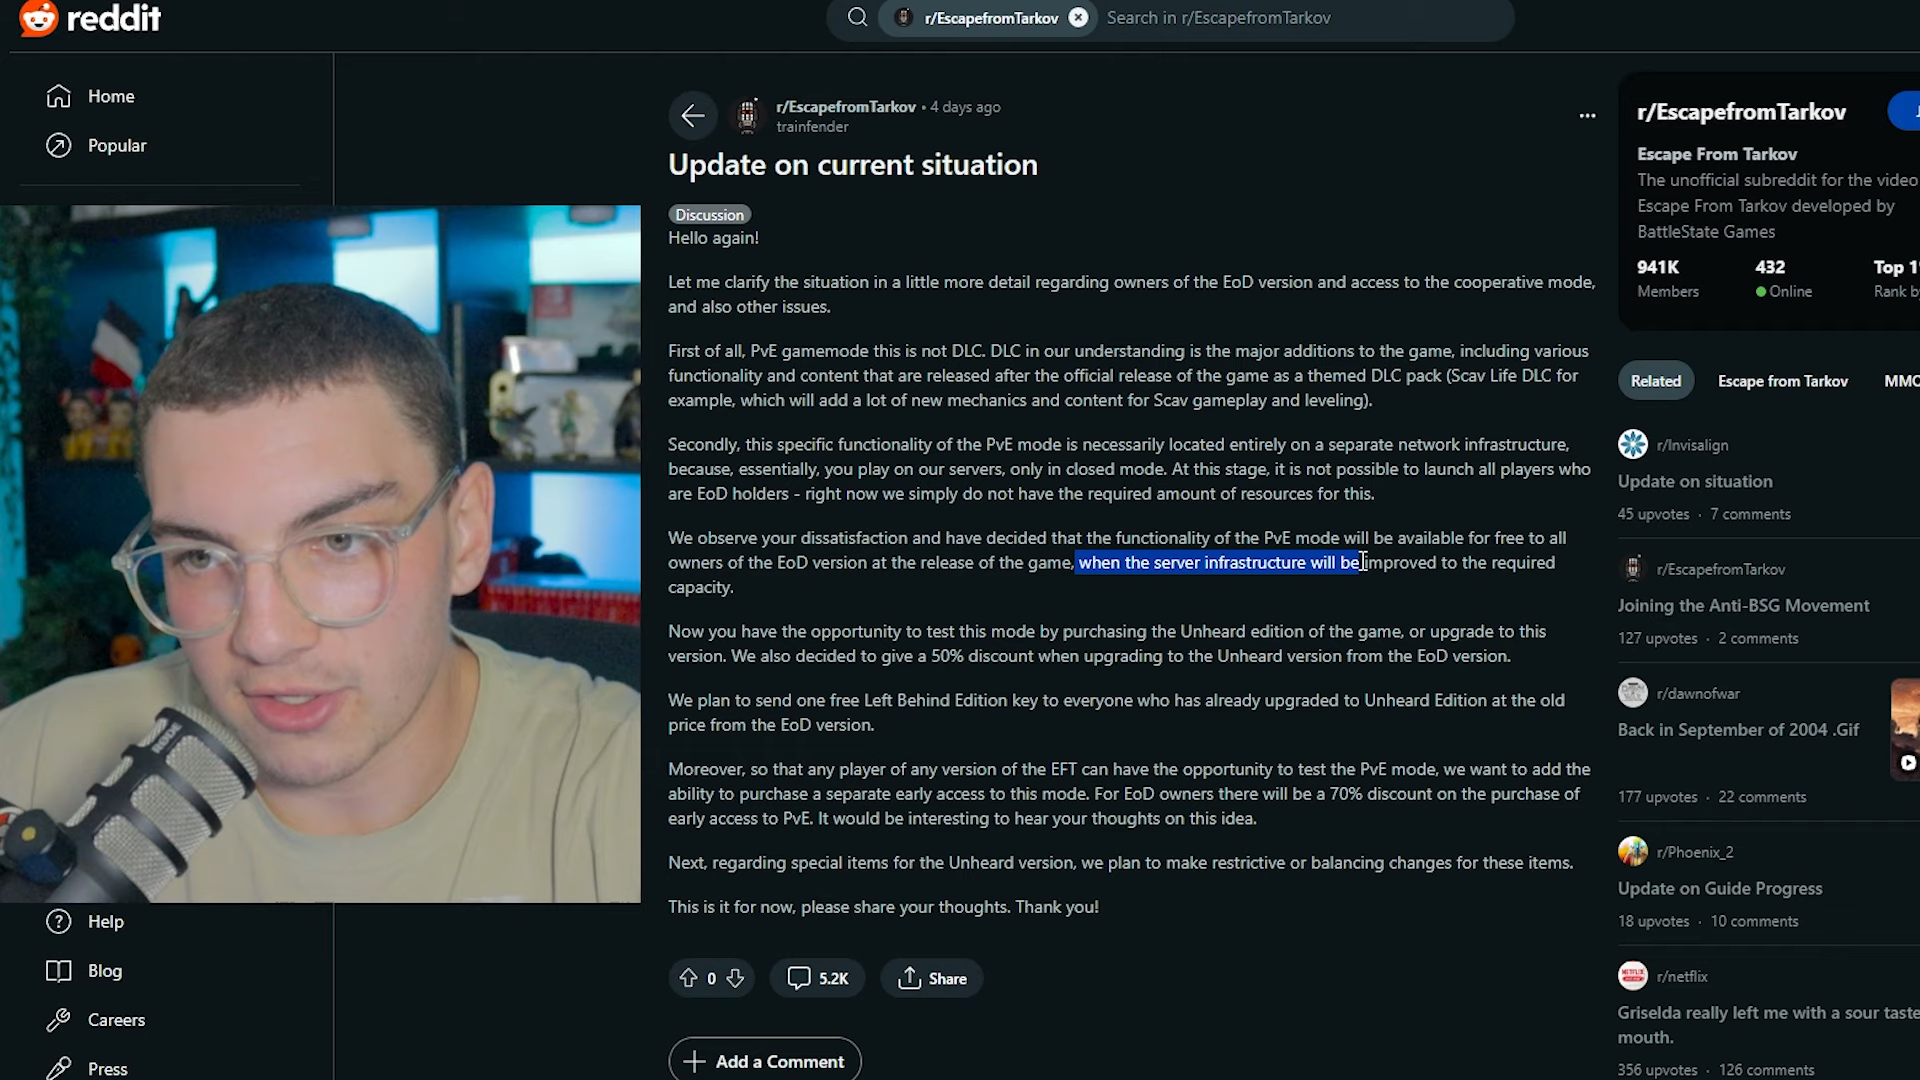 reddit
r/EscapefromTarkov
Search in r/EscapefromTarkov
Home
Popular
Help
Blog
Careers
Press
r/EscapefromTarkov • 4 days ago
trainfender
Update on current situation
Discussion
Hello again!
Let me clarify the situation in a little more detail regarding owners of the EoD version and access to the cooperative mode,
and also other issues.
First of all, PvE gamemode this is not DLC. DLC in our understanding is the major additions to the game, including various
functionality and content that are released after the official release of the game as a themed DLC pack (Scav Life DLC for
example, which will add a lot of new mechanics and content for Scav gameplay and leveling).
Secondly, this specific functionality of the PvE mode is necessarily located entirely on a separate network infrastructure,
because, essentially, you play on our servers, only in closed mode. At this stage, it is not possible to launch all players who
are EoD holders - right now we simply do not have the required amount of resources for this.
We observe your dissatisfaction and have decided that the functionality of the PvE mode will be available for free to all
owners of the EoD version at the release of the game, when the server infrastructure will be improved to the required
capacity.
Now you have the opportunity to test this mode by purchasing the Unheard edition of the game, or upgrade to this
version. We also decided to give a 50% discount when upgrading to the Unheard version from the EoD version.
We plan to send one free Left Behind Edition key to everyone who has already upgraded to Unheard Edition at the old
price from the EoD version.
Moreover, so that any player of any version of the EFT can have the opportunity to test the PvE mode, we want to add the
ability to purchase a separate early access to this mode. For EoD owners there will be a 70% discount on the purchase of
early access to PvE. It would be interesting to hear your thoughts on this idea.
Next, regarding special items for the Unheard version, we plan to make restrictive or balancing changes for these items.
This is it for now, please share your thoughts. Thank you!
0
5.2K
Share
Add a Comment
r/EscapefromTarkov
Escape From Tarkov
The unofficial subreddit for the video
Escape From Tarkov developed by
BattleState Games
941K 432 Top 1
Members Online Rank by
Related Escape from Tarkov MMO
r/Invisalign
Update on situation
45 upvotes · 7 comments
r/EscapefromTarkov
Joining the Anti-BSG Movement
127 upvotes · 2 comments
r/dawnofwar
Back in September of 2004 .Gif
177 upvotes · 22 comments
r/Phoenix_2
Update on Guide Progress
18 upvotes · 10 comments
NETFLIX
r/netflix
Griselda really left me with a sour taste
mouth.
356 upvotes · 126 comments
RODE